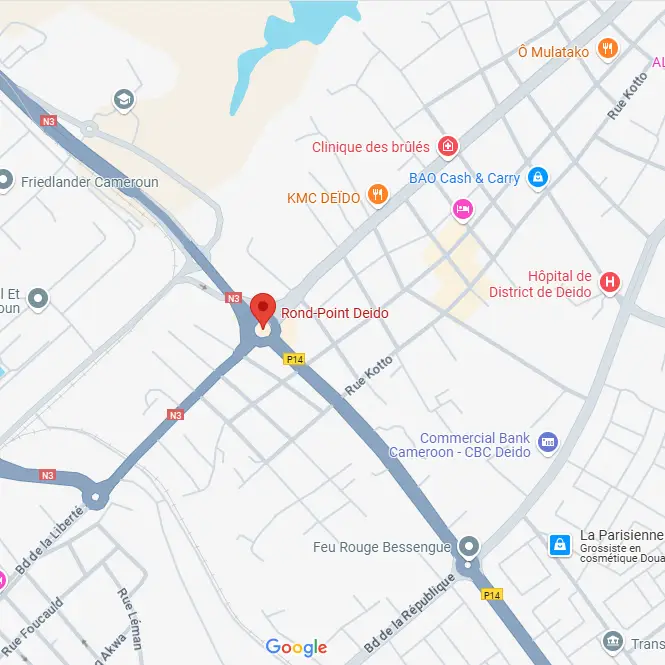 Ô Mulatako
AL
Rue Kotto
N3
Clinique des brûlés
BAO Cash & Carry
Friedlander Cameroun
KMC DEÏDO
Hôpital de
District de Deido
l Et
oun
N3
Rond-Point Deido
P14
Rue Kotto
N3
Commercial Bank
Cameroon - CBC Déido
N3
Bd de la Liberté
Feu Rouge Bessengue
La Parisienne
Grossiste en
cosmétique Doua
Bd de la République
P14
Rue Léman
Rue Foucauld
g Akwa
Google
Trans